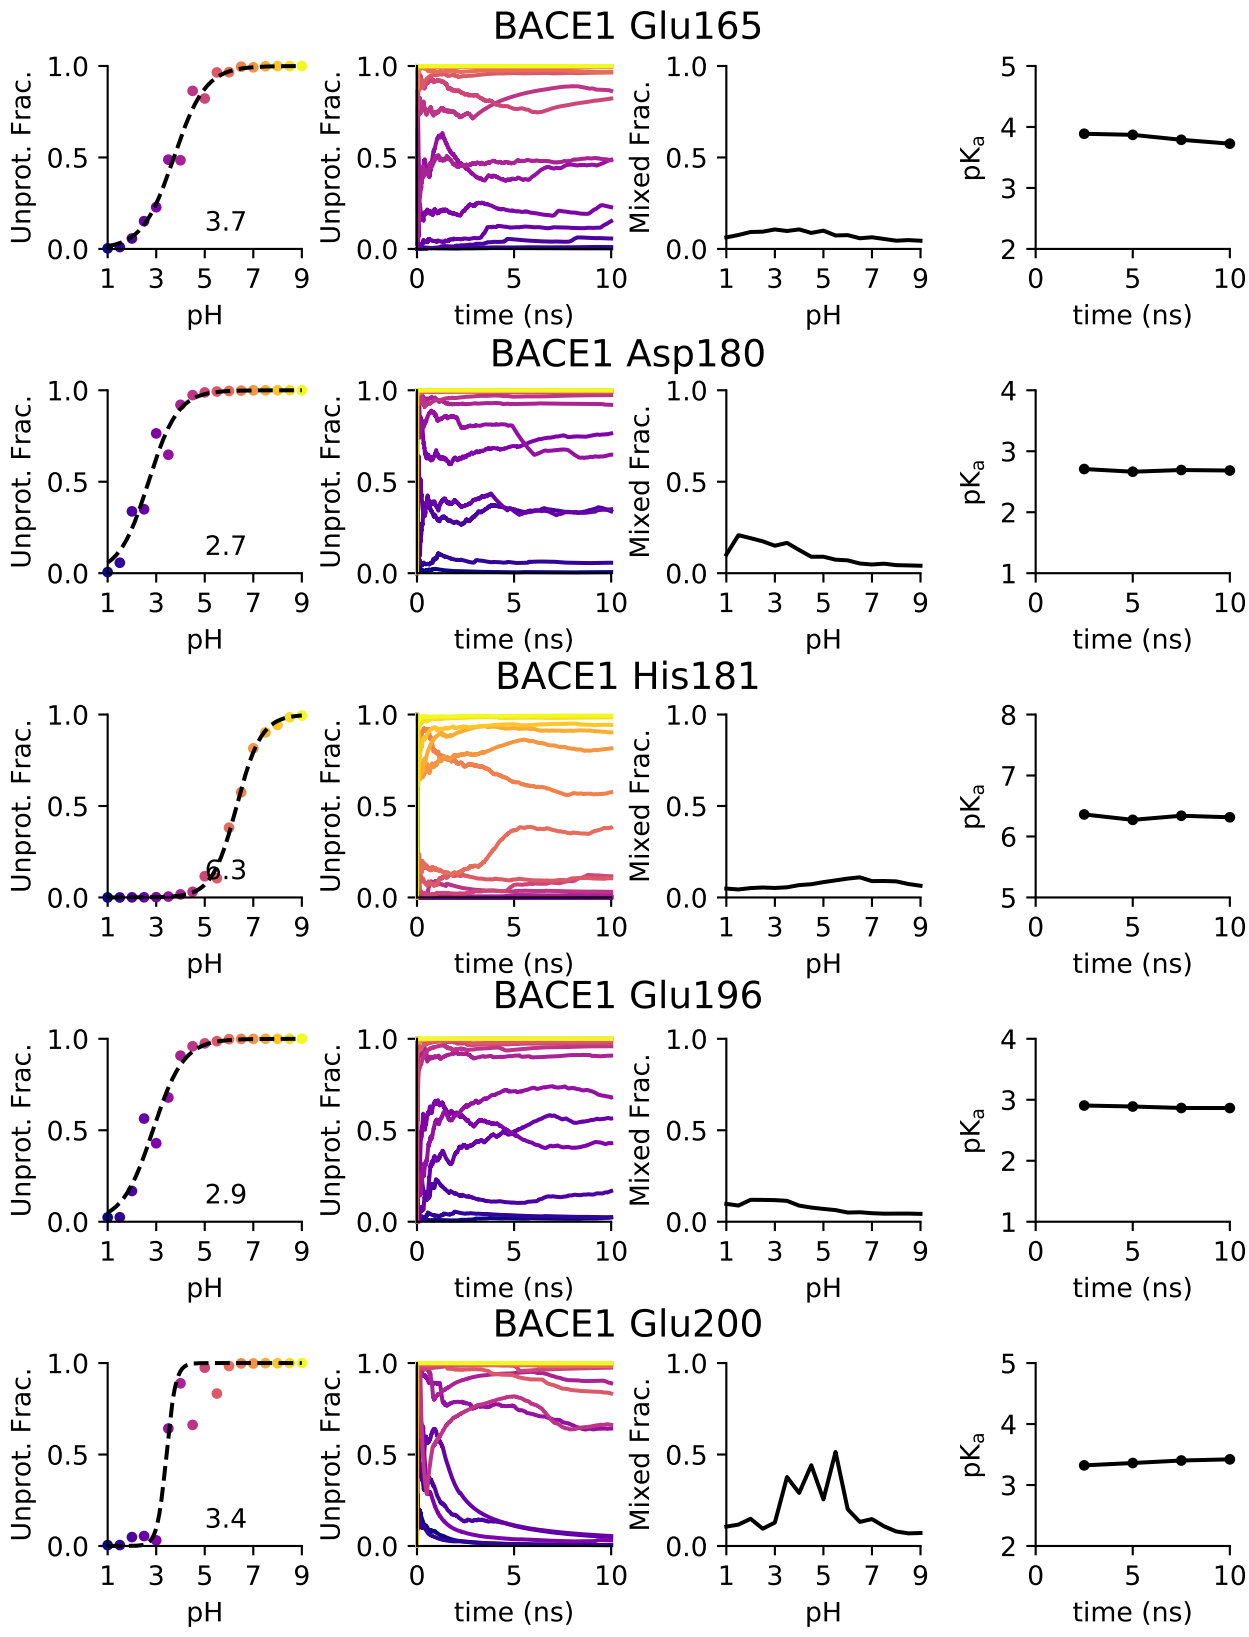 BACE1 Glu165
Unprot. Frac.
1.0
0.5
0.0
3.7
1 3 5 7 9
pH
Unprot. Frac.
1.0
0.5
0.0
0 5 10
time (ns)
Mixed Frac.
1.0
0.5
0.0
1 3 5 7 9
pH
pKa
5
4
3
2
0 5 10
time (ns)
BACE1 Asp180
Unprot. Frac.
1.0
0.5
0.0
2.7
1 3 5 7 9
pH
Unprot. Frac.
1.0
0.5
0.0
0 5 10
time (ns)
Mixed Frac.
1.0
0.5
0.0
1 3 5 7 9
pH
pKa
4
3
2
1
0 5 10
time (ns)
BACE1 His181
Unprot. Frac.
1.0
0.5
0.0
6.3
1 3 5 7 9
pH
Unprot. Frac.
1.0
0.5
0.0
0 5 10
time (ns)
Mixed Frac.
1.0
0.5
0.0
1 3 5 7 9
pH
pKa
8
7
6
5
0 5 10
time (ns)
BACE1 Glu196
Unprot. Frac.
1.0
0.5
0.0
2.9
1 3 5 7 9
pH
Unprot. Frac.
1.0
0.5
0.0
0 5 10
time (ns)
Mixed Frac.
1.0
0.5
0.0
1 3 5 7 9
pH
pKa
4
3
2
1
0 5 10
time (ns)
BACE1 Glu200
Unprot. Frac.
1.0
0.5
0.0
3.4
1 3 5 7 9
pH
Unprot. Frac.
1.0
0.5
0.0
0 5 10
time (ns)
Mixed Frac.
1.0
0.5
0.0
1 3 5 7 9
pH
pKa
5
4
3
2
0 5 10
time (ns)